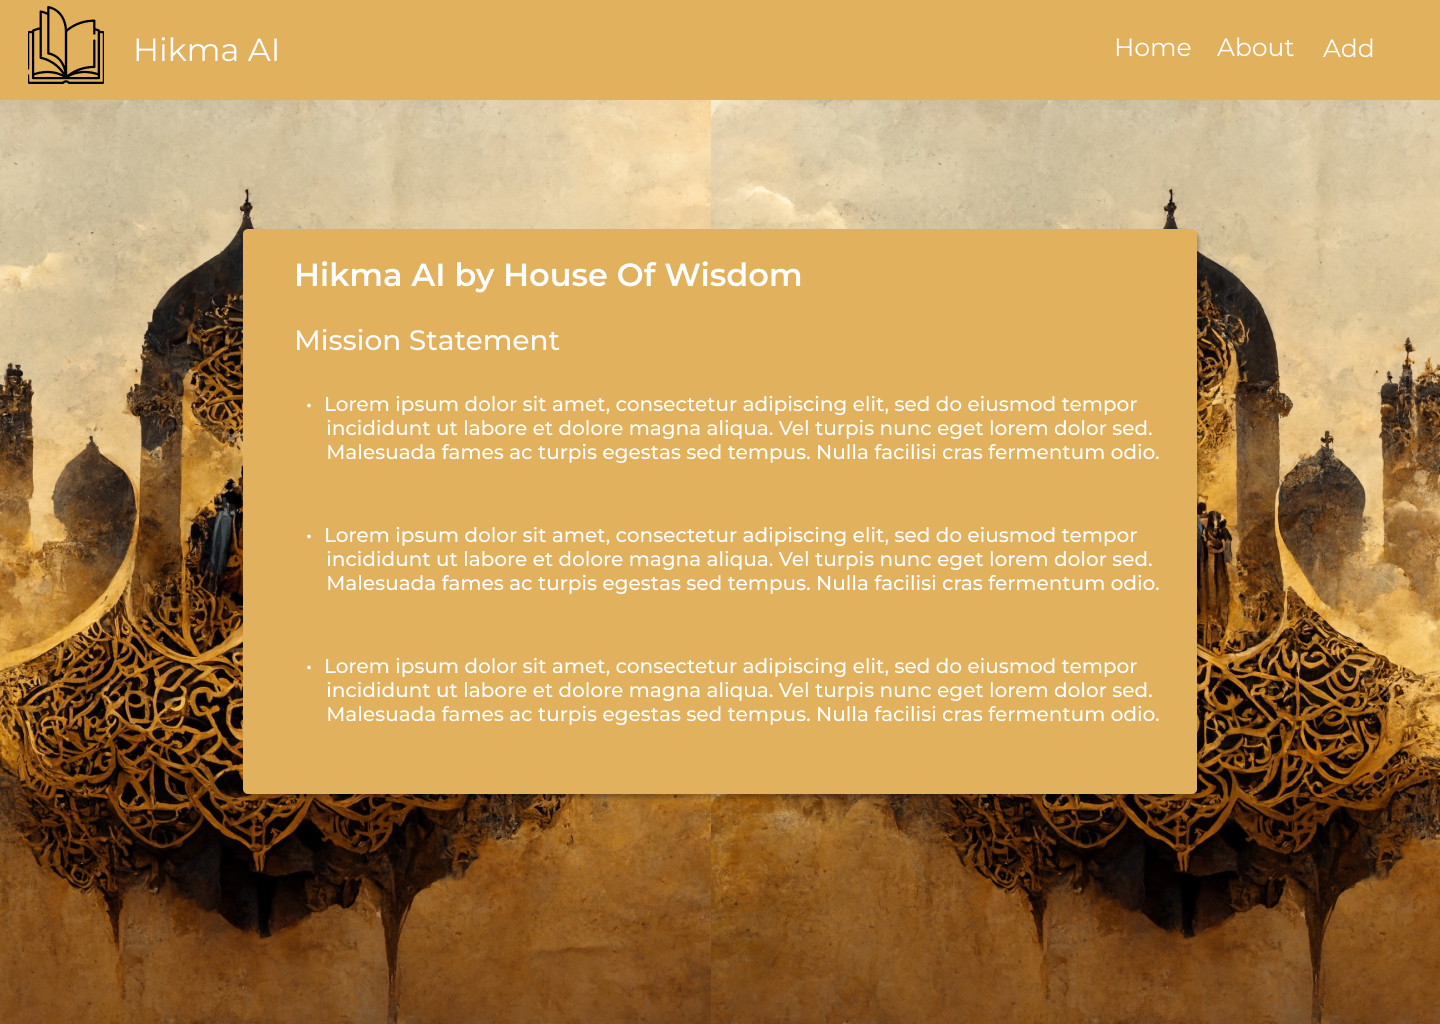 Hikma AI
Home About Add
Hikma AI by House Of Wisdom
Mission Statement
• Lorem ipsum dolor sit amet, consectetur adipiscing elit, sed do eiusmod tempor
incididunt ut labore et dolore magna aliqua. Vel turpis nunc eget lorem dolor sed.
Malesuada fames ac turpis egestas sed tempus. Nulla facilisi cras fermentum odio.
• Lorem ipsum dolor sit amet, consectetur adipiscing elit, sed do eiusmod tempor
incididunt ut labore et dolore magna aliqua. Vel turpis nunc eget lorem dolor sed.
Malesuada fames ac turpis egestas sed tempus. Nulla facilisi cras fermentum odio.
• Lorem ipsum dolor sit amet, consectetur adipiscing elit, sed do eiusmod tempor
incididunt ut labore et dolore magna aliqua. Vel turpis nunc eget lorem dolor sed.
Malesuada fames ac turpis egestas sed tempus. Nulla facilisi cras fermentum odio.